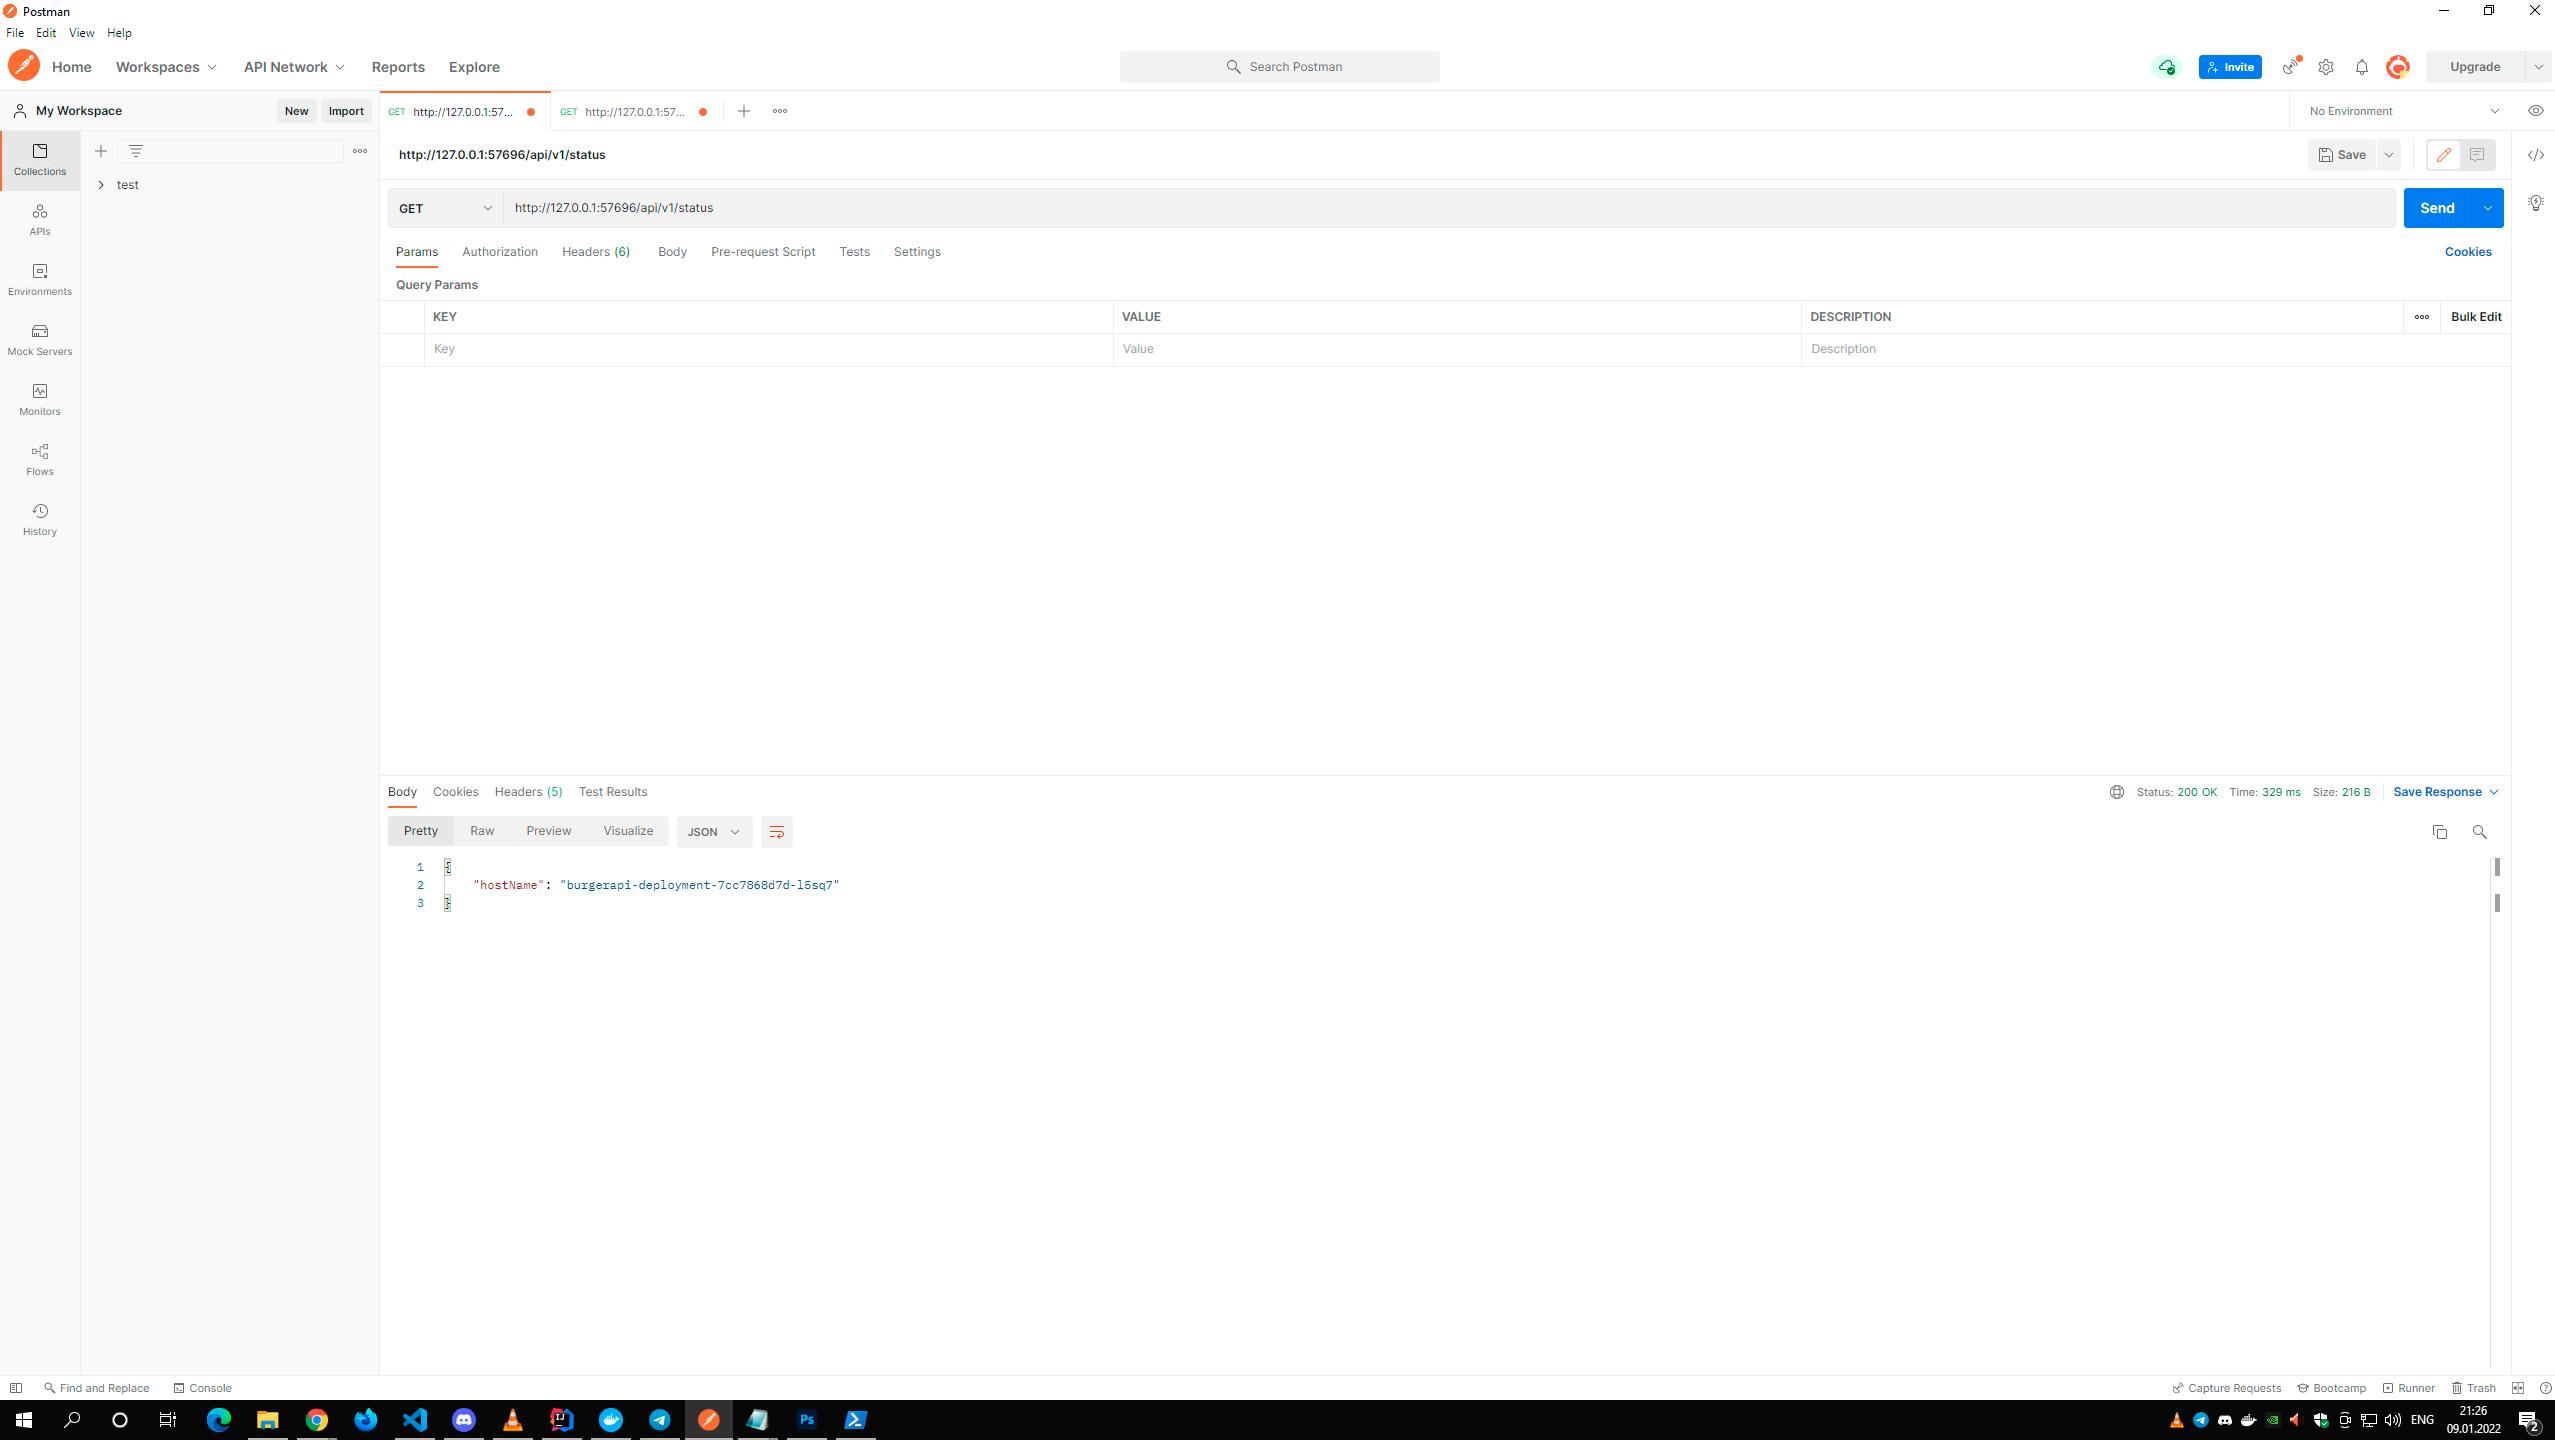 Postman
File Edit View Help
Home Workspaces API Network Reports Explore Search Postman Invite Upgrade
My Workspace New Import GET http://127.0.0.1:57... GET http://127.0.0.1:57... No Environment
Collections
test
http://127.0.0.1:57696/api/v1/status Save
GET http://127.0.0.1:57696/api/v1/status Send
APIs
Params Authorization Headers (6) Body Pre-request Script Tests Settings Cookies
Query Params
Environments
KEY VALUE DESCRIPTION Bulk Edit
Key Value Description
Mock Servers
Monitors
Flows
History
Body Cookies Headers (5) Test Results Status: 200 OK Time: 329 ms Size: 216 B Save Response
Pretty Raw Preview Visualize JSON
1 {
2 "hostName": "burgerapi-deployment-7cc7868d7d-l5sq7"
3 }
Find and Replace Console Capture Requests Bootcamp Runner Trash
Ps
ENG
21:26
09.01.2022
2